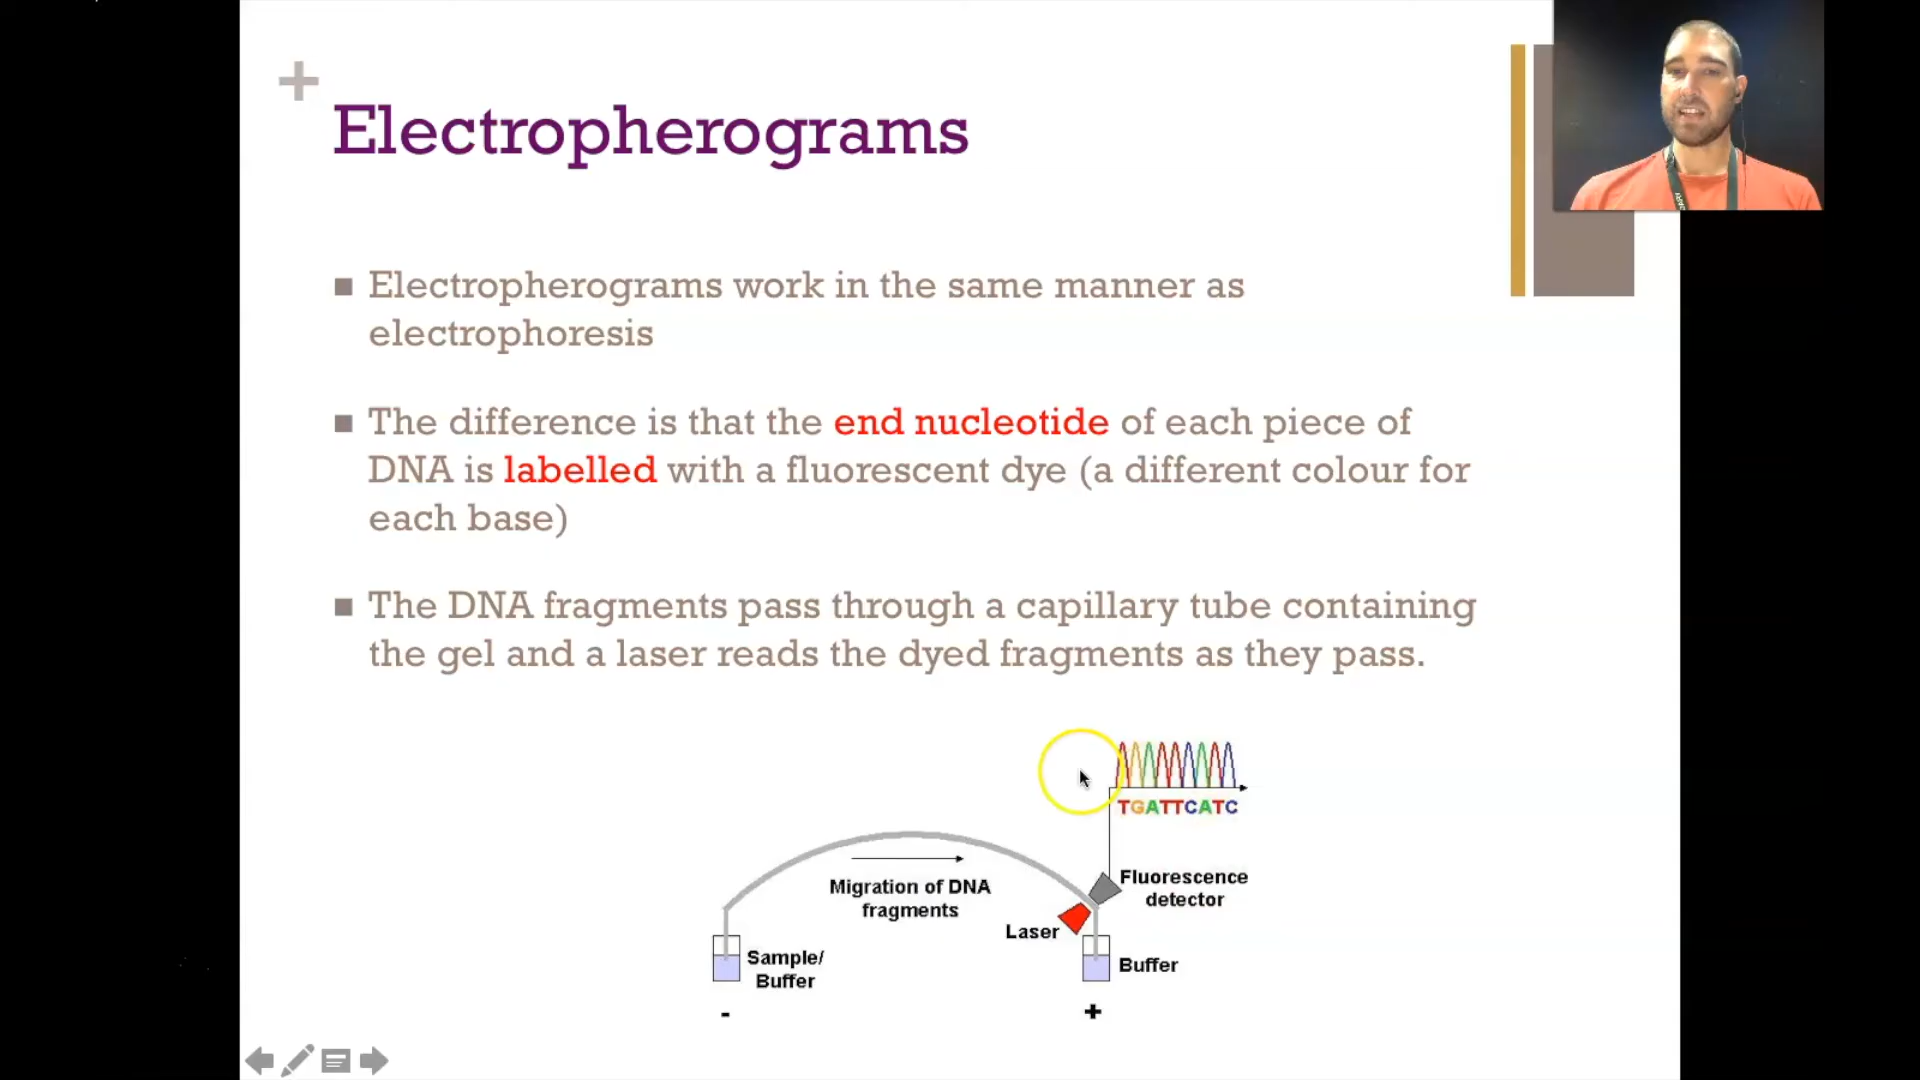 Electropherograms
Electropherograms work in the same manner as
electrophoresis
The difference is that the end nucleotide of each piece of
DNA is labelled with a fluorescent dye (a different colour for
each base)
The DNA fragments pass through a capillary tube containing
the gel and a laser reads the dyed fragments as they pass.
TGATTCATC
Migration of DNA
fragments
Fluorescence
detector
Laser
Sample/
Buffer
Buffer
-
+